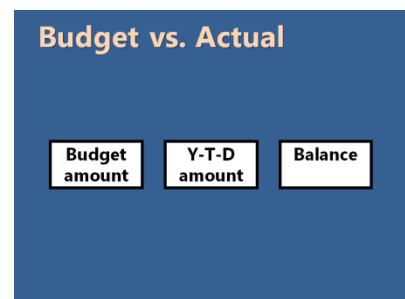 Budget vs. Actual
Budget
amount
Y-T-D
amount
Balance